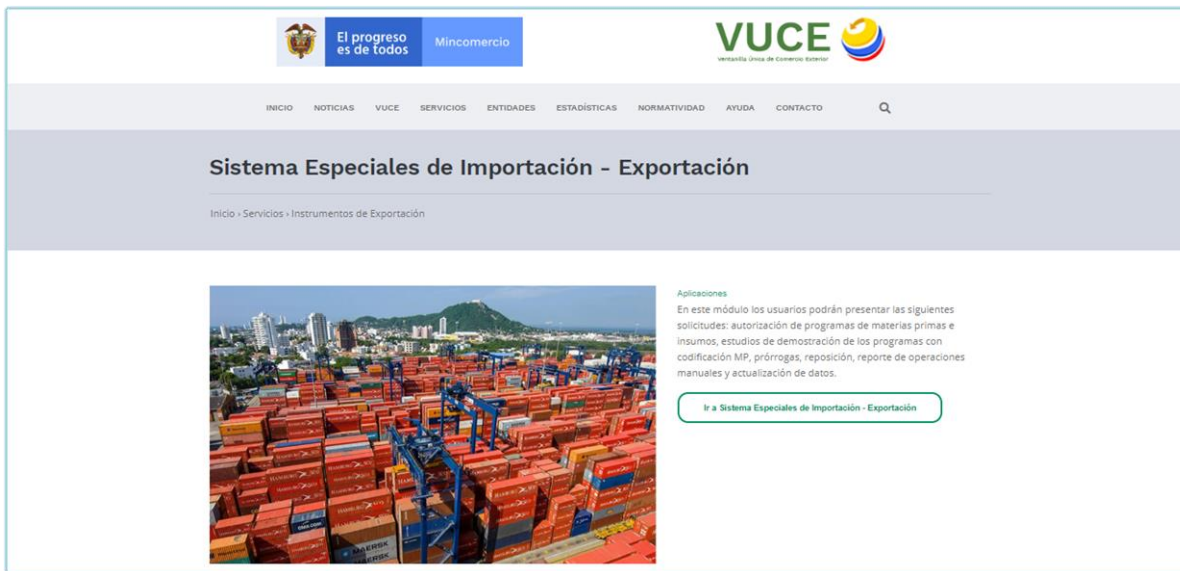 El progreso
es de todos
Mincomercio
VUCE
Ventanilla Única de Comercio Exterior
INICIO NOTICIAS VUCE SERVICIOS ENTIDADES ESTADÍSTICAS NORMATIVIDAD AYUDA CONTACTO
Sistema Especiales de Importación - Exportación
Inicio › Servicios › Instrumentos de Exportación
Aplicaciones
En este módulo los usuarios podrán presentar las siguientes
solicitudes: autorización de programas de materias primas e
insumos, estudios de demostración de los programas con
codificación MP, prórrogas, reposición, reporte de operaciones
manuales y actualización de datos.
Ir a Sistema Especiales de Importación - Exportación
MAERSK